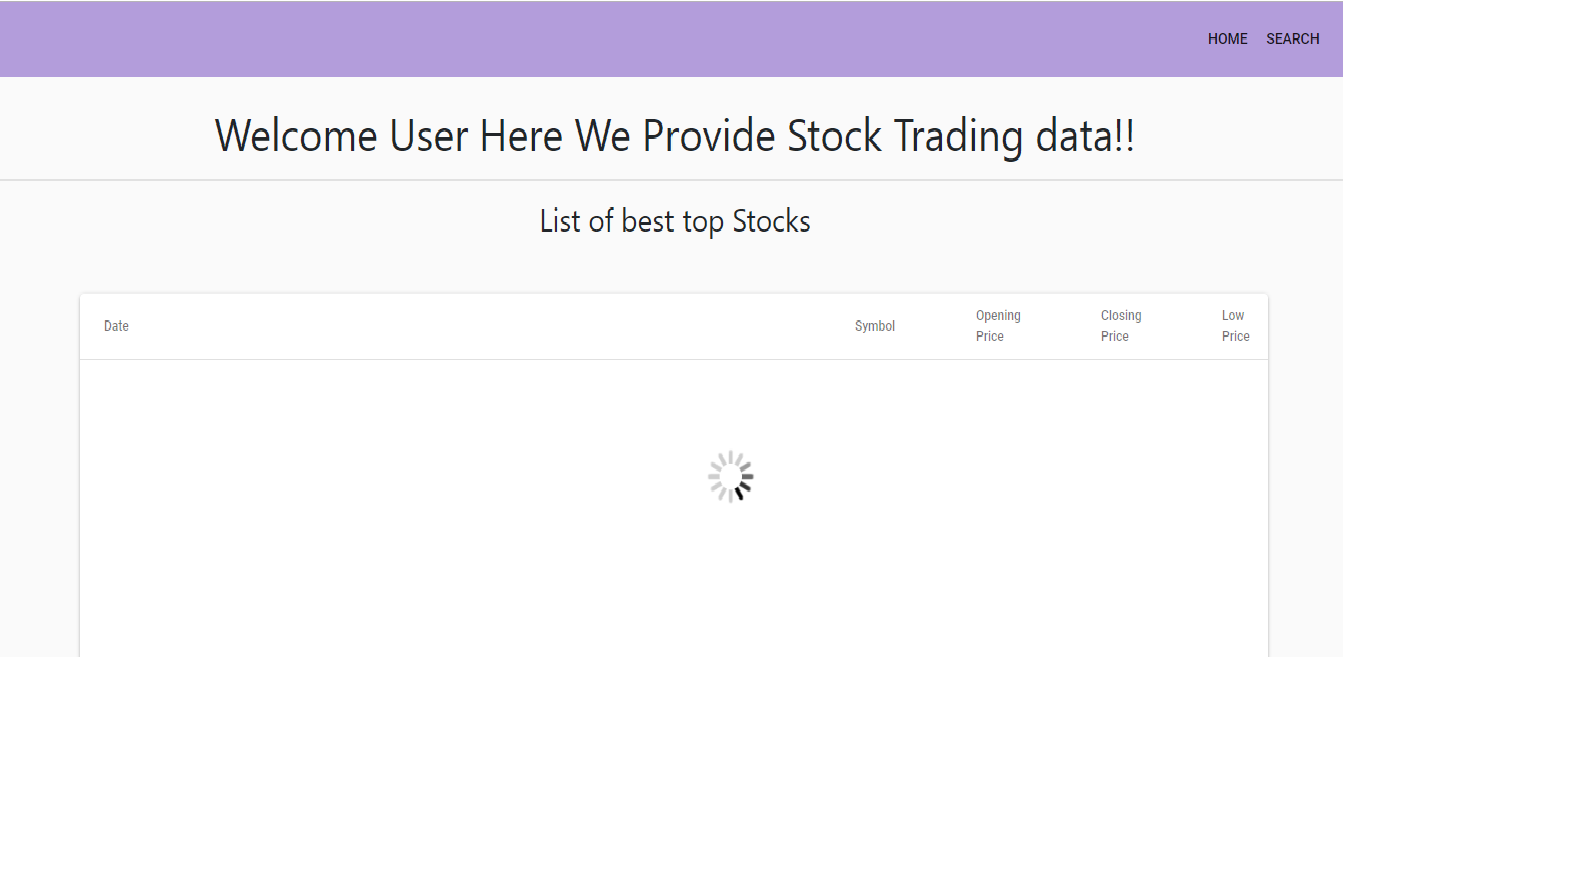 HOME SEARCH
Welcome User Here We Provide Stock Trading data!!
List of best top Stocks
Date Symbol Opening Price Closing Price Low Price